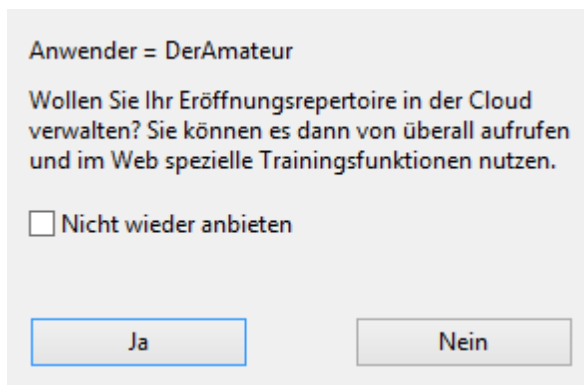 Anwender = DerAmateur
Wollen Sie Ihr Eröffnungsrepertoire in der Cloud
verwalten? Sie können es dann von überall aufrufen
und im Web spezielle Trainingsfunktionen nutzen.
Nicht wieder anbieten
Ja
Nein